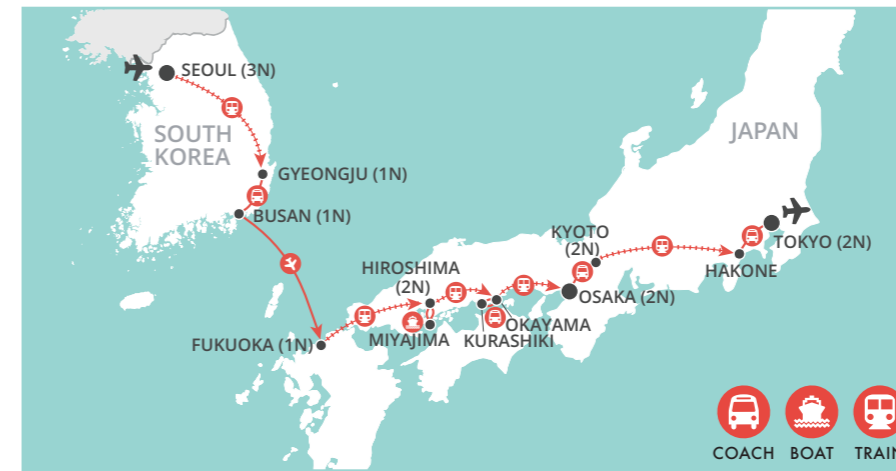 SEOUL (3N)
SOUTH
KOREA
JAPAN
GYEONGJU (1N)
BUSAN (1N)
KYOTO
(2N)
TOKYO (2N)
HIROSHIMA
(2N)
HAKONE
OSAKA (2N)
OKAYAMA
FUKUOKA (1N)
MIYAJIMA
KURASHIKI
COACH BOAT TRAIN